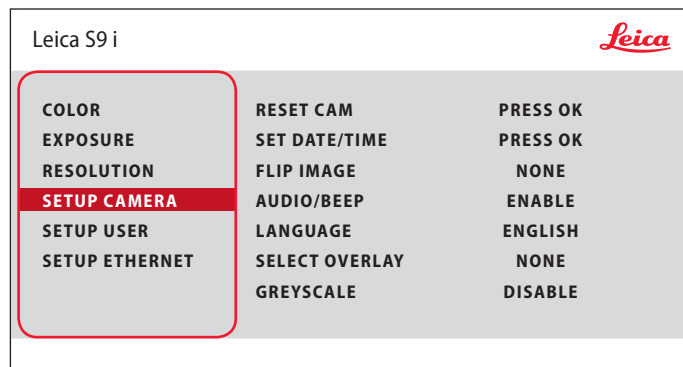 Leica S9 i
Leica
COLOR RESET CAM PRESS OK
EXPOSURE SET DATE/TIME PRESS OK
RESOLUTION FLIP IMAGE NONE
SETUP CAMERA AUDIO/BEEP ENABLE
SETUP USER LANGUAGE ENGLISH
SETUP ETHERNET SELECT OVERLAY NONE
GREYSCALE DISABLE